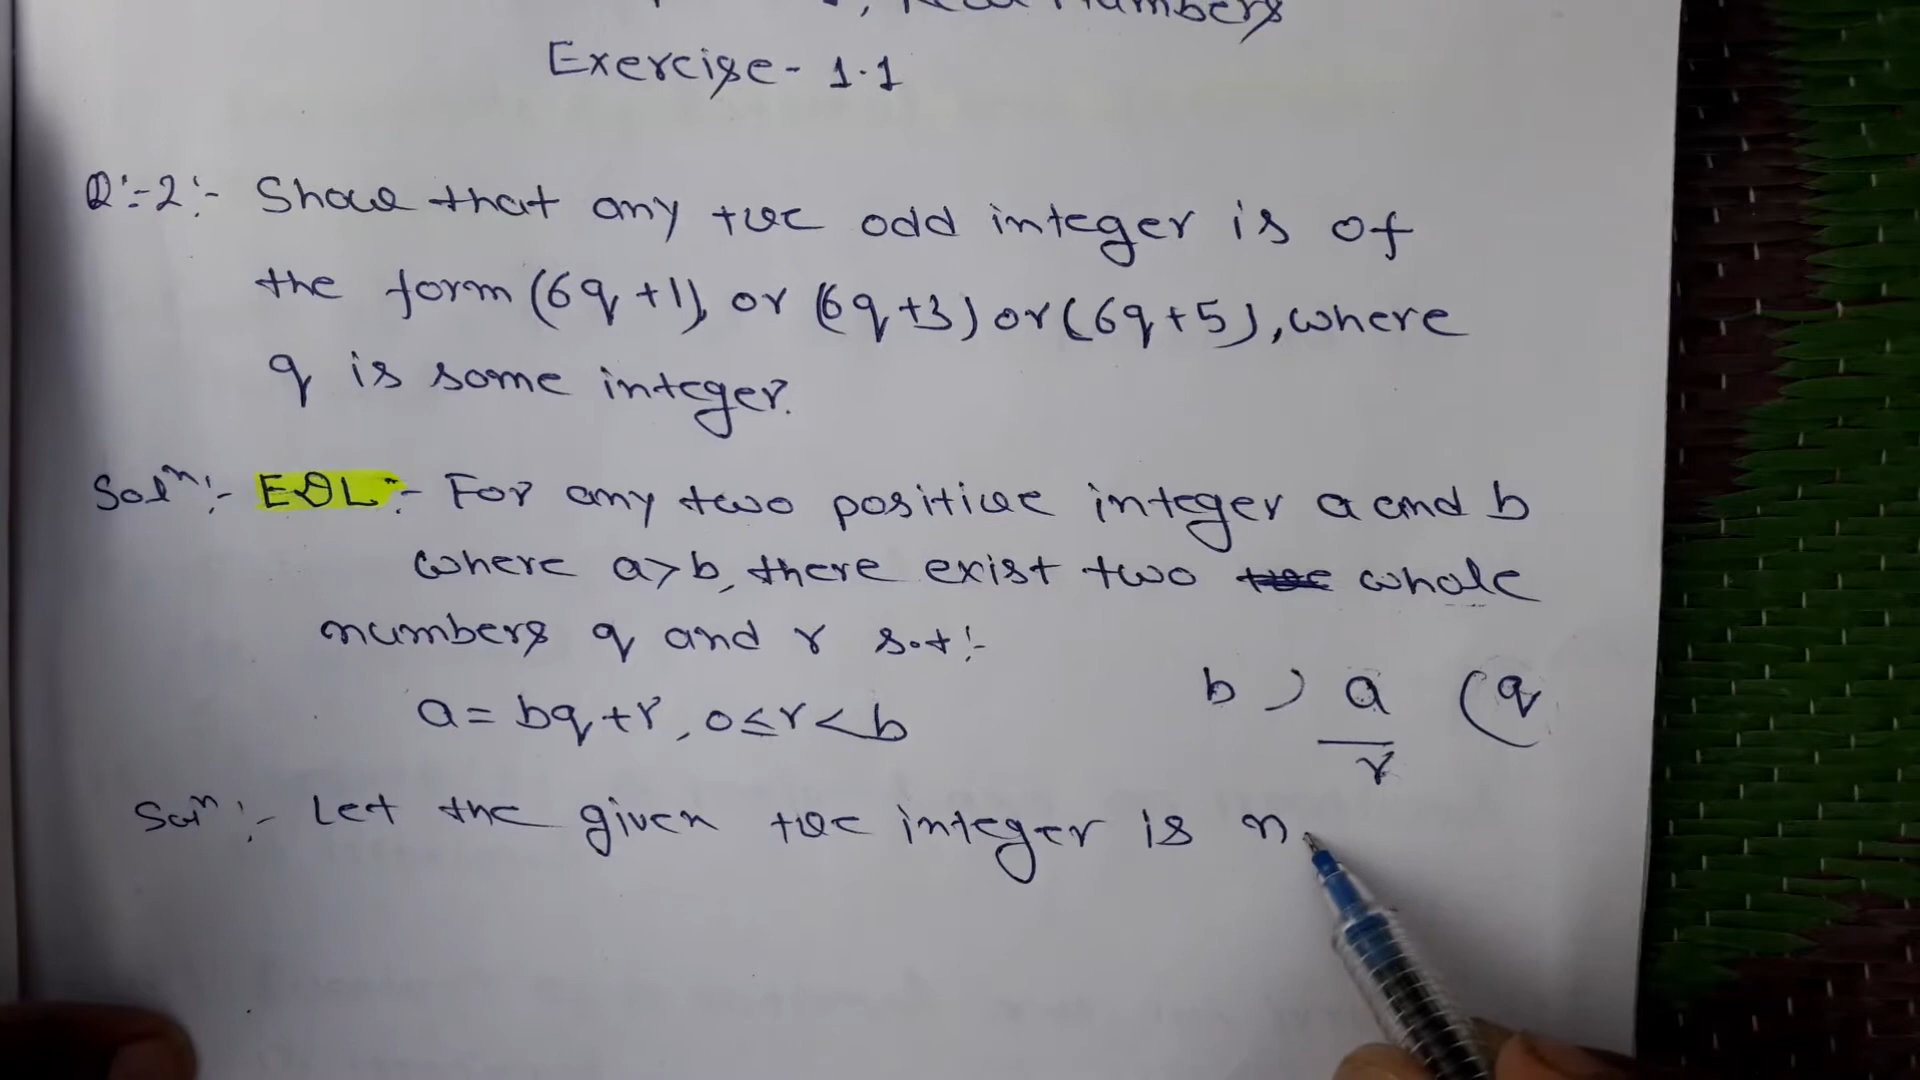 Real Numbers
Exercise - 1.1
Q:-2:- Show that any +ve odd integer is of
the form (6q+1), or (6q+3) or (6q+5), where
q is some integer.
Solⁿ:- EDL:- For any two positive integer a and b
where a>b, there exist two whole
numbers q and r s.t:-
a = bq+r, 0≤r<b
b ) a (q
r
Solⁿ:- Let the given +ve integer is n